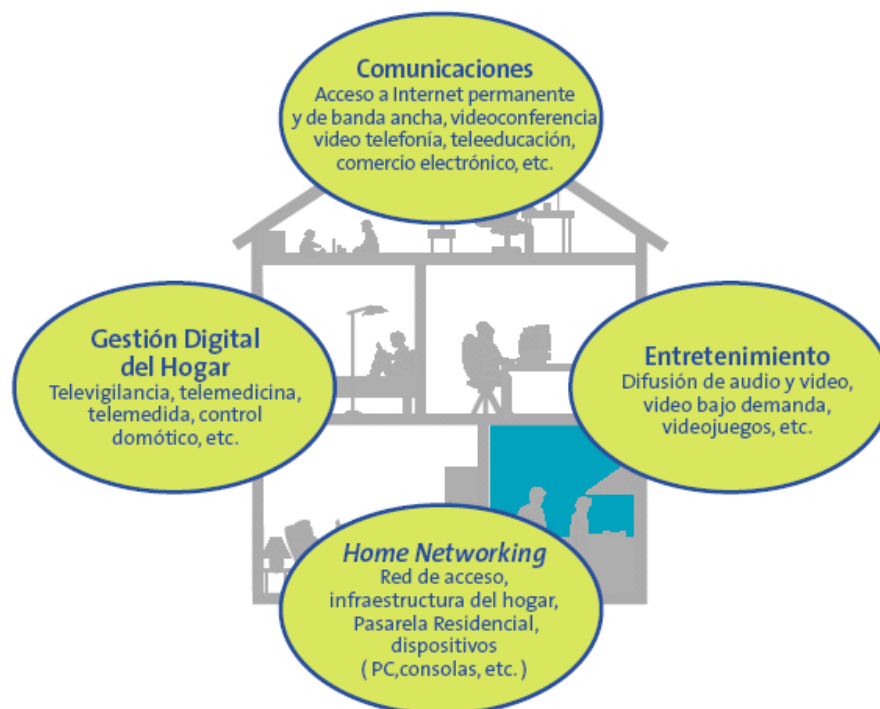 Comunicaciones
Acceso a Internet permanente
y de banda ancha, videoconferencia,
video telefonía, teleeducación,
comercio electrónico, etc.
Gestión Digital
del Hogar
Televigilancia, telemedicina,
telemedida, control
domótico, etc.
Entretenimiento
Difusión de audio y video,
video bajo demanda,
videojuegos, etc.
Home Networking
Red de acceso,
infraestructura del hogar,
Pasarela Residencial,
dispositivos
( PC,consolas, etc. )